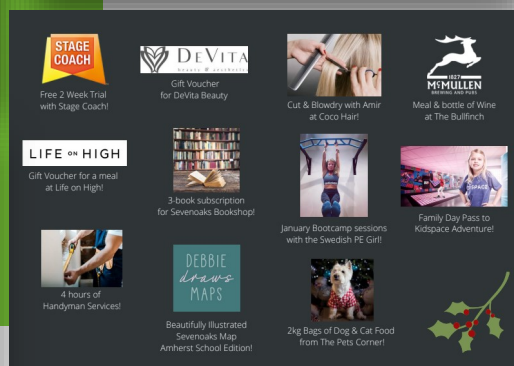 STAGE
COACH
Free 2 Week Trial
with Stage Coach!
DEVITA
beauty & aesthetics
Gift Voucher
for DeVita Beauty
Cut & Blowdry with Amir
at Coco Hair!
1827
McMULLEN
BREWING AND PUBS
Meal & bottle of Wine
at The Bullfinch
LIFE ON HIGH
Gift Voucher for a meal
at Life on High!
3-book subscription
for Sevenoaks Bookshop!
January Bootcamp sessions
with the Swedish PE Girl!
Family Day Pass to
Kidspace Adventure!
4 hours of
Handyman Services!
DEBBIE
draws
MAPS
Beautifully Illustrated
Sevenoaks Map
Amherst School Edition!
2kg Bags of Dog & Cat Food
from The Pets Corner!